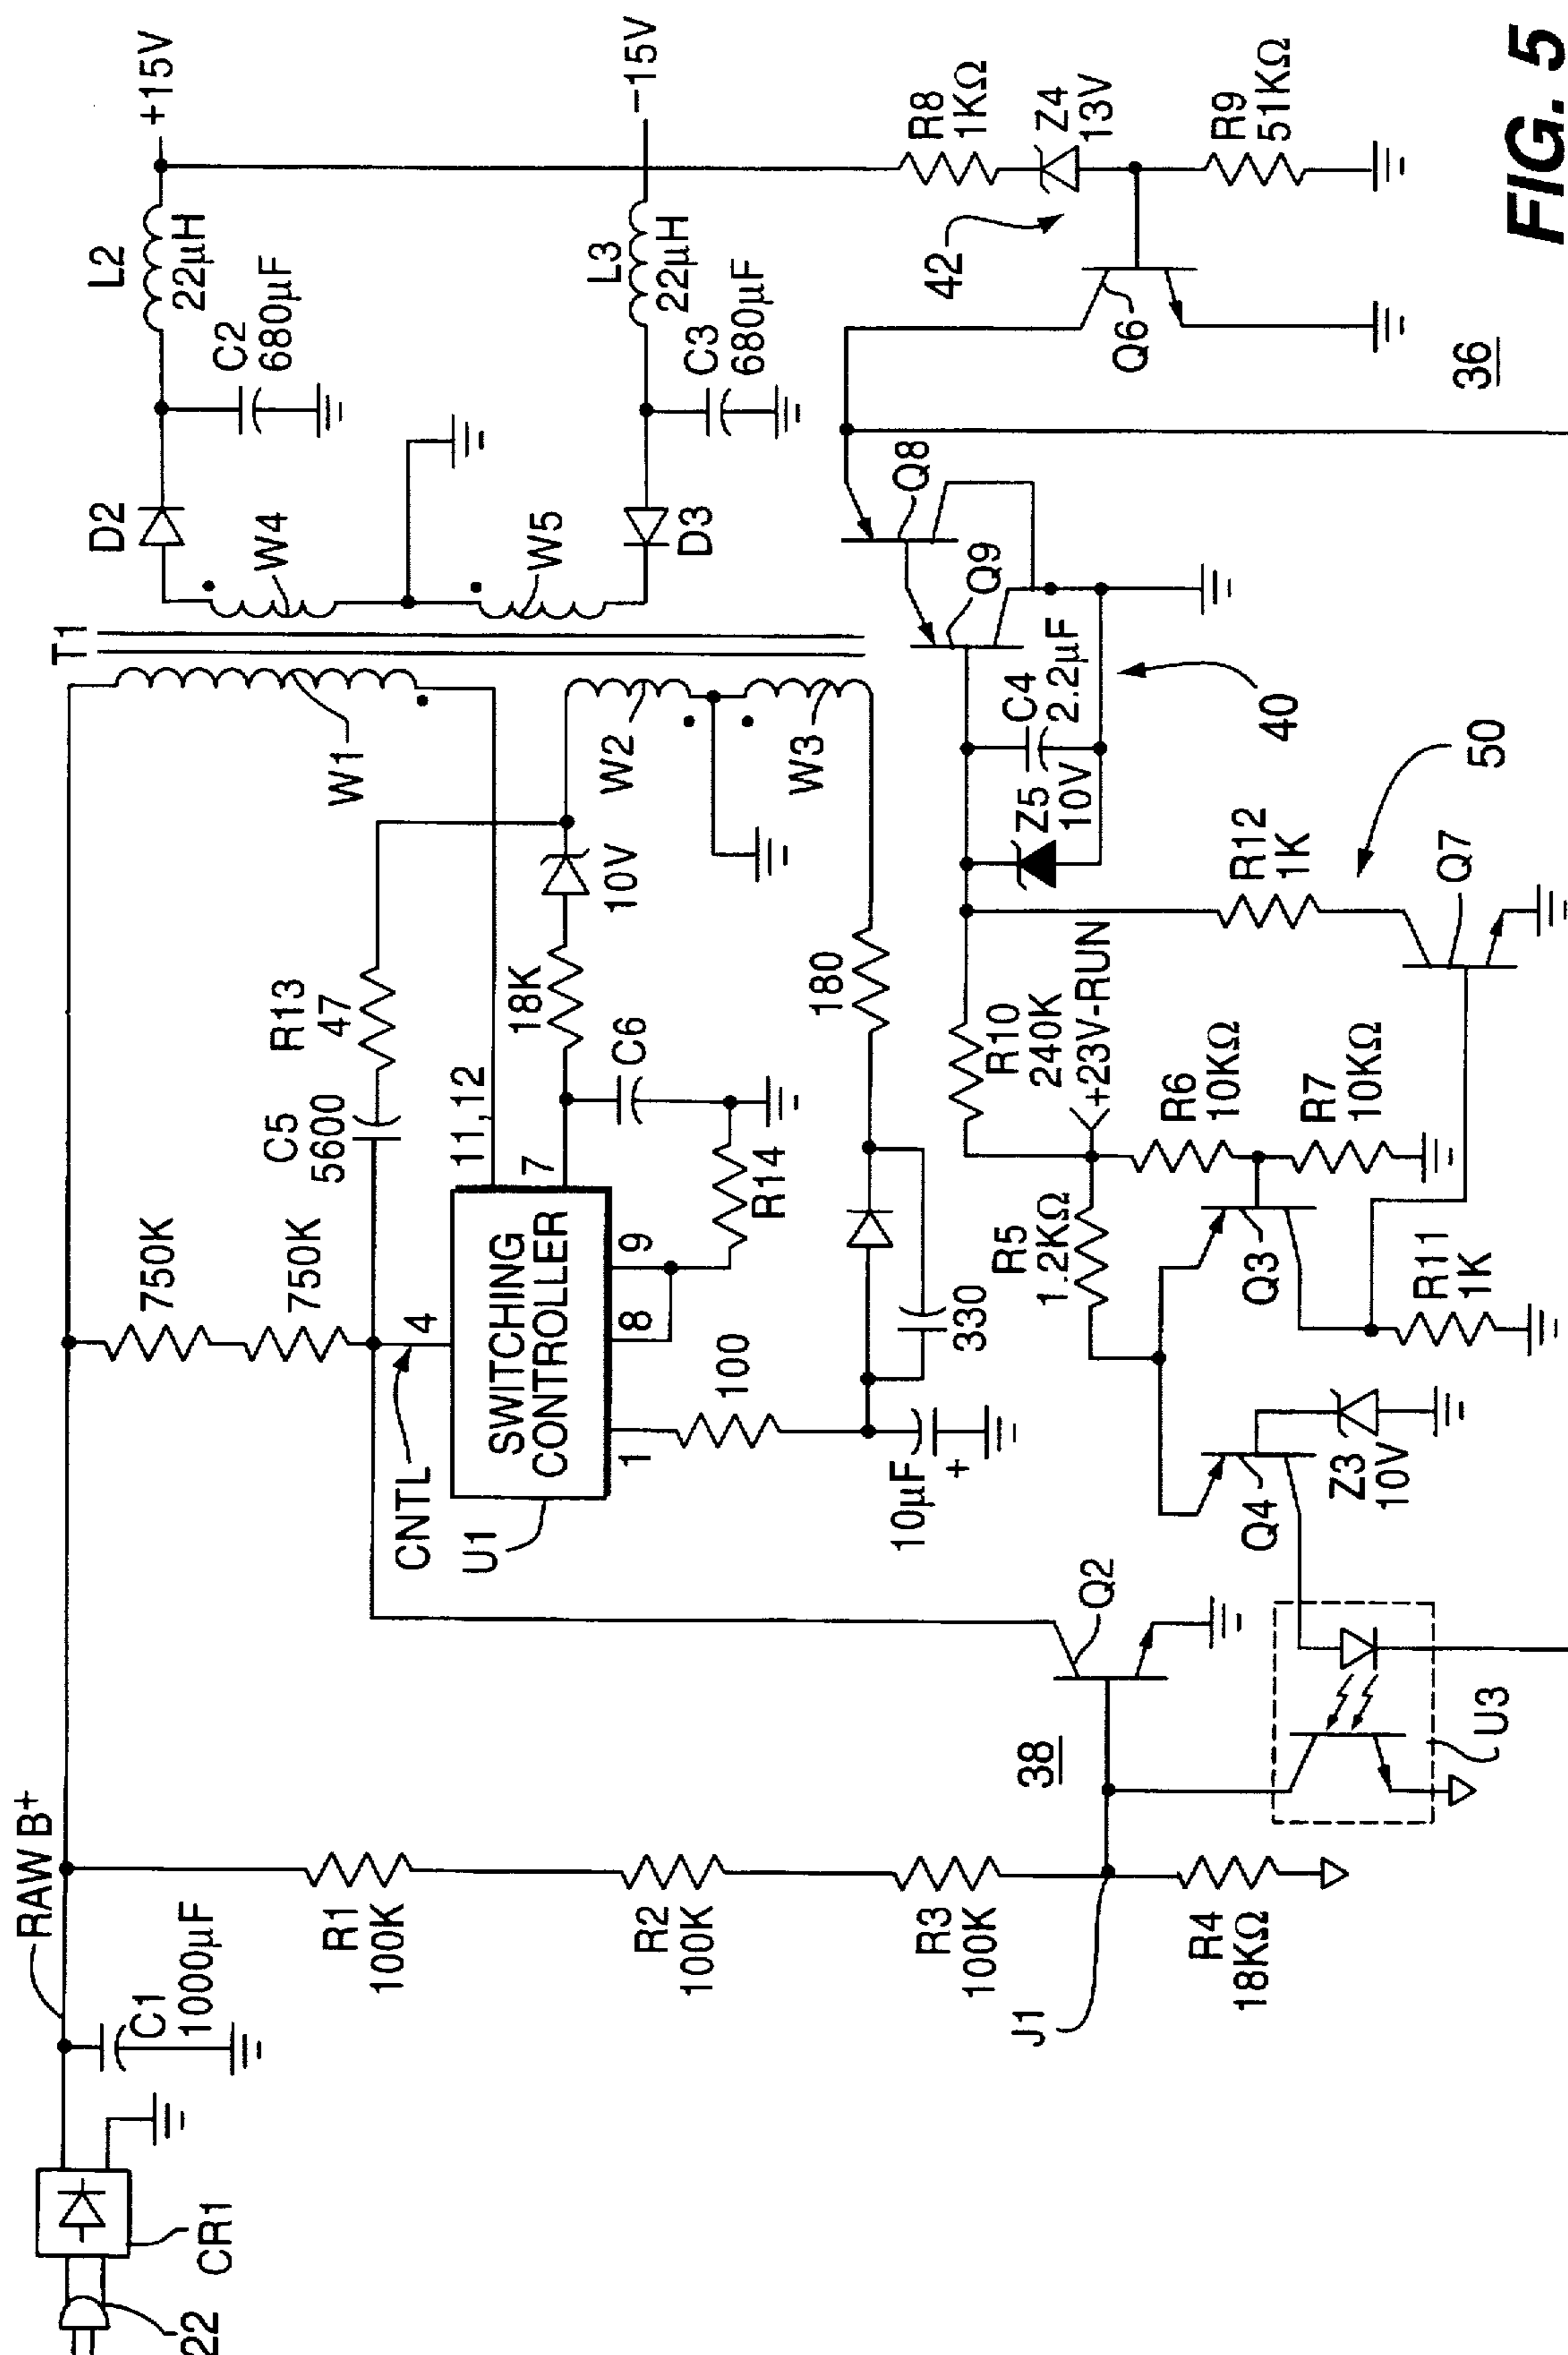 22
CR1
RAW B+
C1
1000µF
R1
100K
R2
100K
R3
100K
J1
R4
18KΩ
38
Q2
U3
750K
750K
CNTL
4
U1
SWITCHING
CONTROLLER
1
8
9
7
11,12
C5
5600
R13
47
18K
10V
C6
R14
100
10µF
+
330
180
W1
W2
W3
T1
W4
W5
D2
D3
C2
680µF
C3
680µF
L2
22µH
L3
22µH
+15V
−15V
R8
1KΩ
Z4
13V
R9
51KΩ
42
Q6
36
Q8
Q9
C4
2.2µF
Z5
10V
40
R12
1K
50
Q7
R10
240K
+23V-RUN
R5
1.2KΩ
R6
10KΩ
R7
10KΩ
Q3
R11
1K
Q4
Z3
10V
FIG. 5